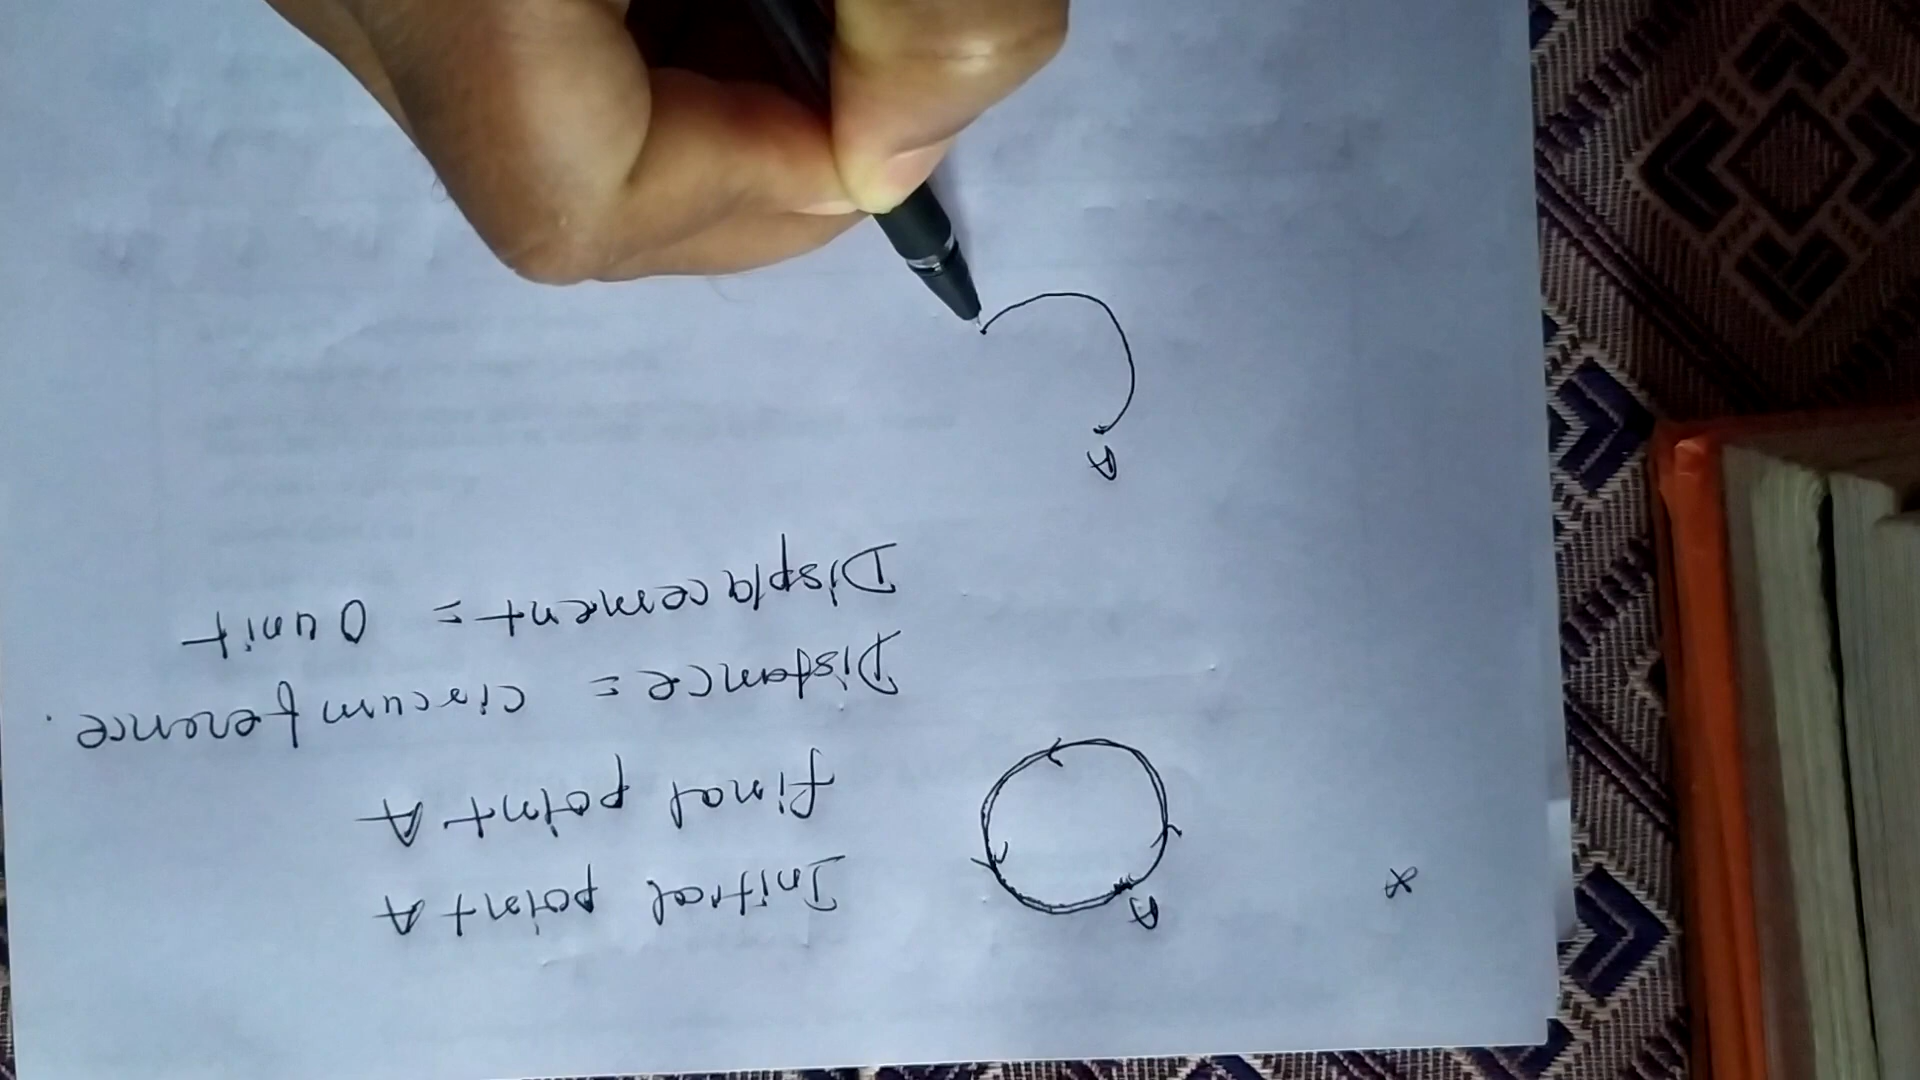 *
A
Initial point A
final point A
Distance = circumference.
Displacement = 0 unit
A